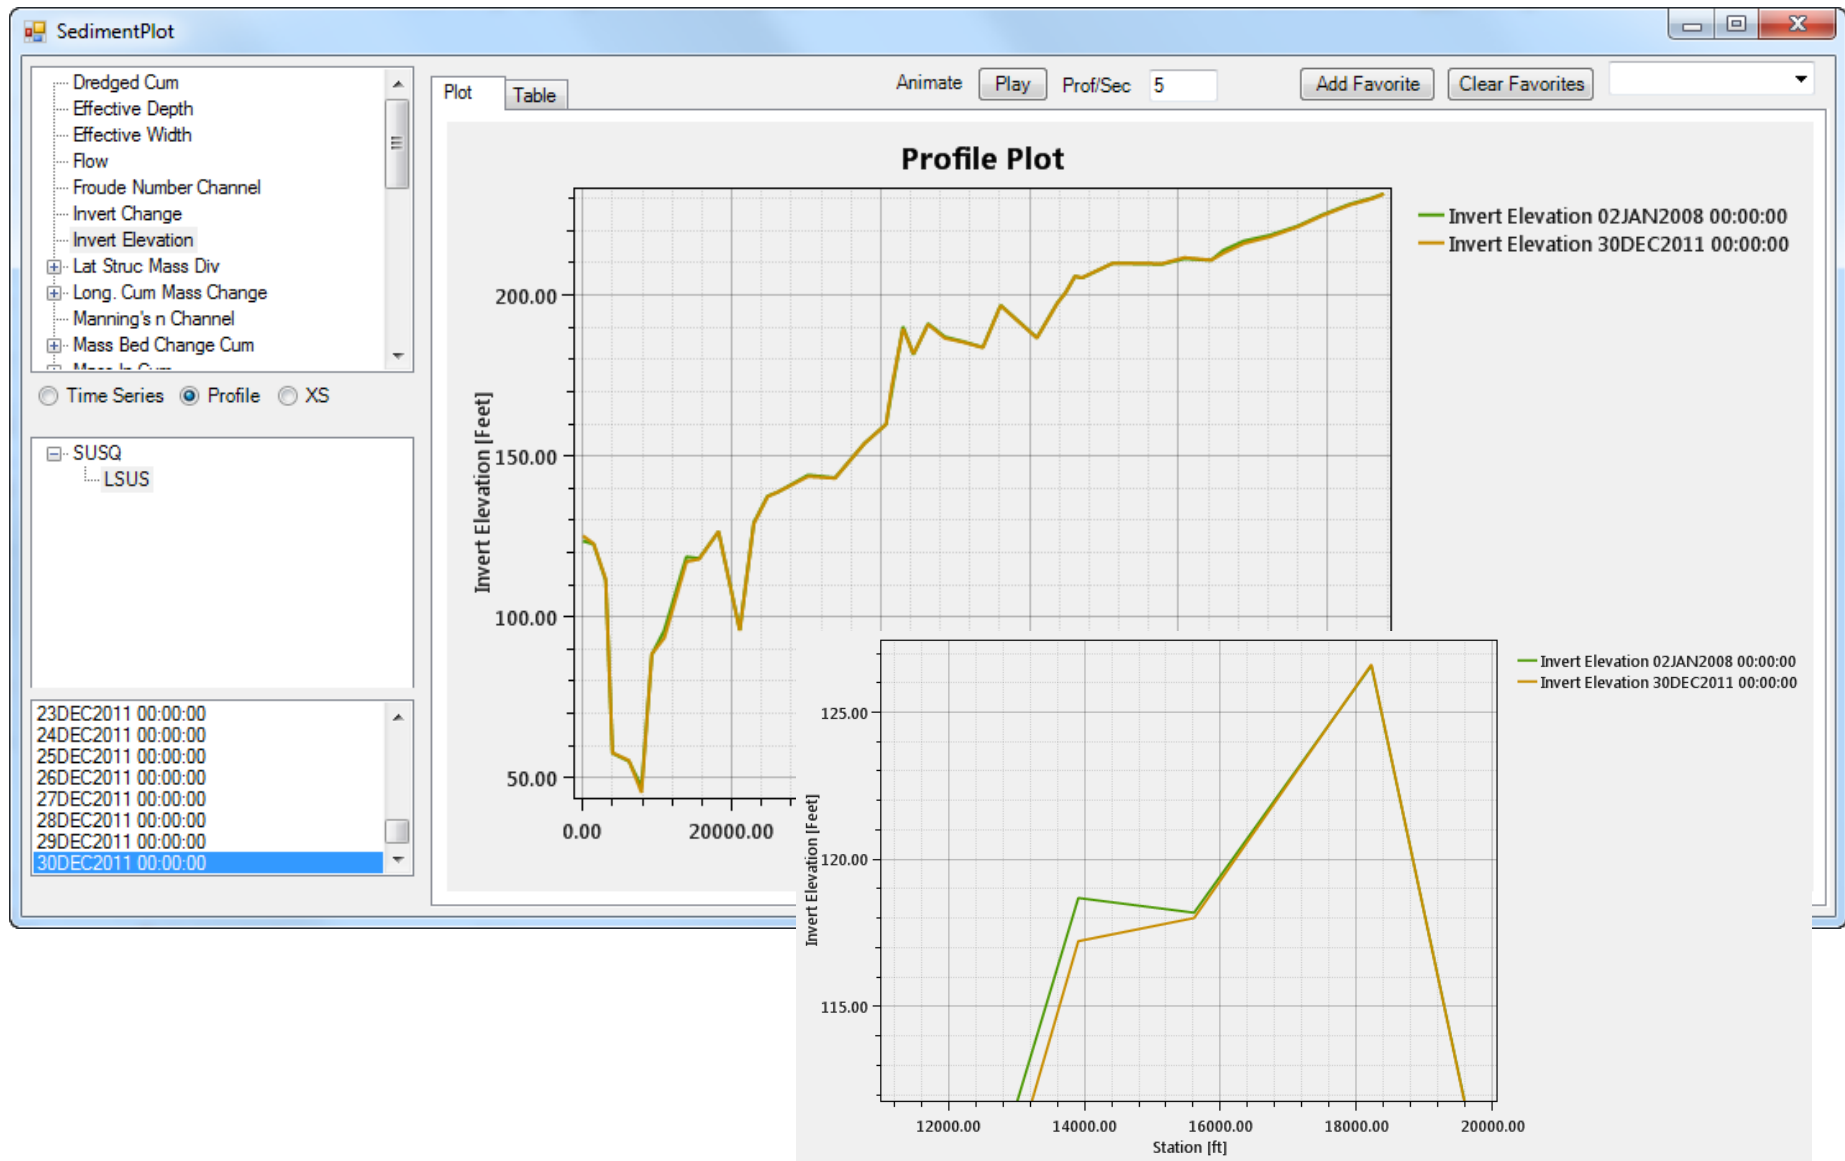 SedimentPlot
Dredged Cum
Effective Depth
Effective Width
Flow
Froude Number Channel
Invert Change
Invert Elevation
Lat Struc Mass Div
Long. Cum Mass Change
Manning's n Channel
Mass Bed Change Cum
Mass In Cum
Time Series Profile XS
SUSQ
LSUS
23DEC2011 00:00:00
24DEC2011 00:00:00
25DEC2011 00:00:00
26DEC2011 00:00:00
27DEC2011 00:00:00
28DEC2011 00:00:00
29DEC2011 00:00:00
30DEC2011 00:00:00
Plot Table
Animate Play Prof/Sec 5 Add Favorite Clear Favorites
Profile Plot
Invert Elevation 02JAN2008 00:00:00
Invert Elevation 30DEC2011 00:00:00
Invert Elevation [Feet]
200.00
150.00
100.00
50.00
0.00 20000.00
Invert Elevation 02JAN2008 00:00:00
Invert Elevation 30DEC2011 00:00:00
Invert Elevation [Feet]
125.00
120.00
115.00
12000.00 14000.00 16000.00 18000.00 20000.00
Station [ft]